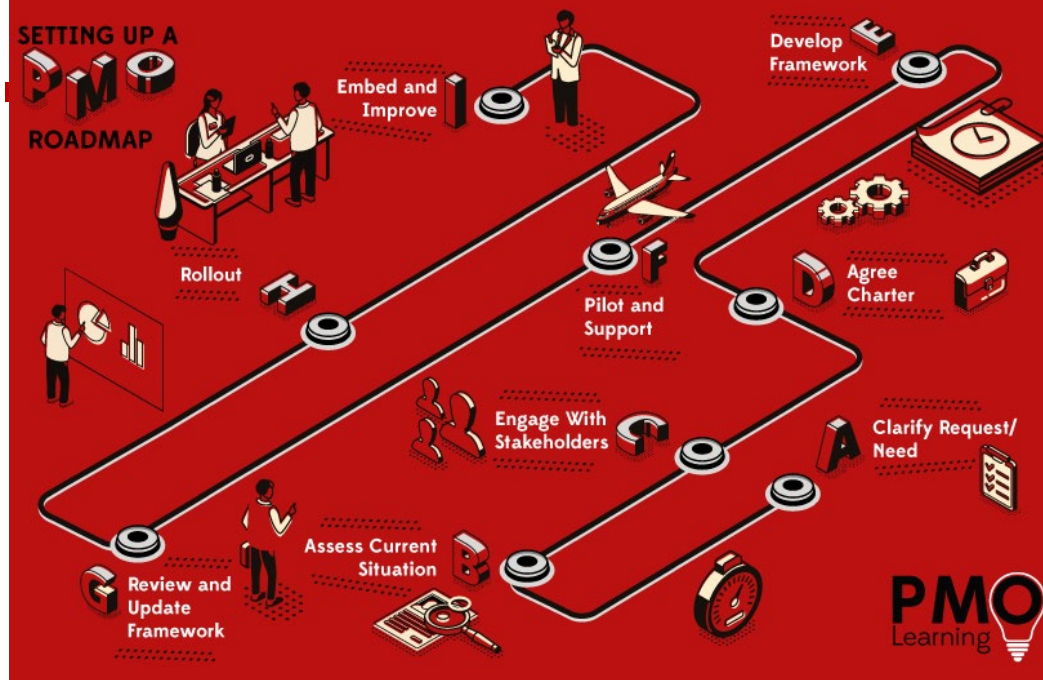 SETTING UP A
PMO
ROADMAP
A
Clarify Request/
Need
B
Assess Current
Situation
C
Engage With
Stakeholders
D
Agree
Charter
E
Develop
Framework
F
Pilot and
Support
G
Review and
Update
Framework
H
Rollout
I
Embed and
Improve
PMO
Learning